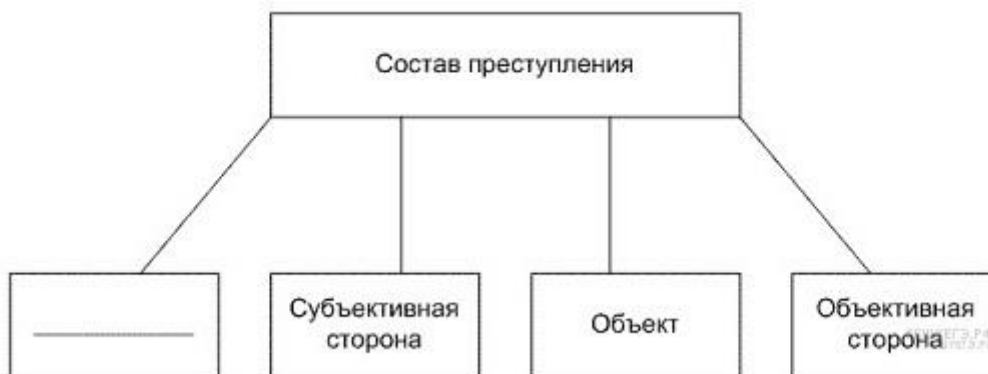 Состав преступления
Субъективная
сторона
Объект
Объективная
сторона